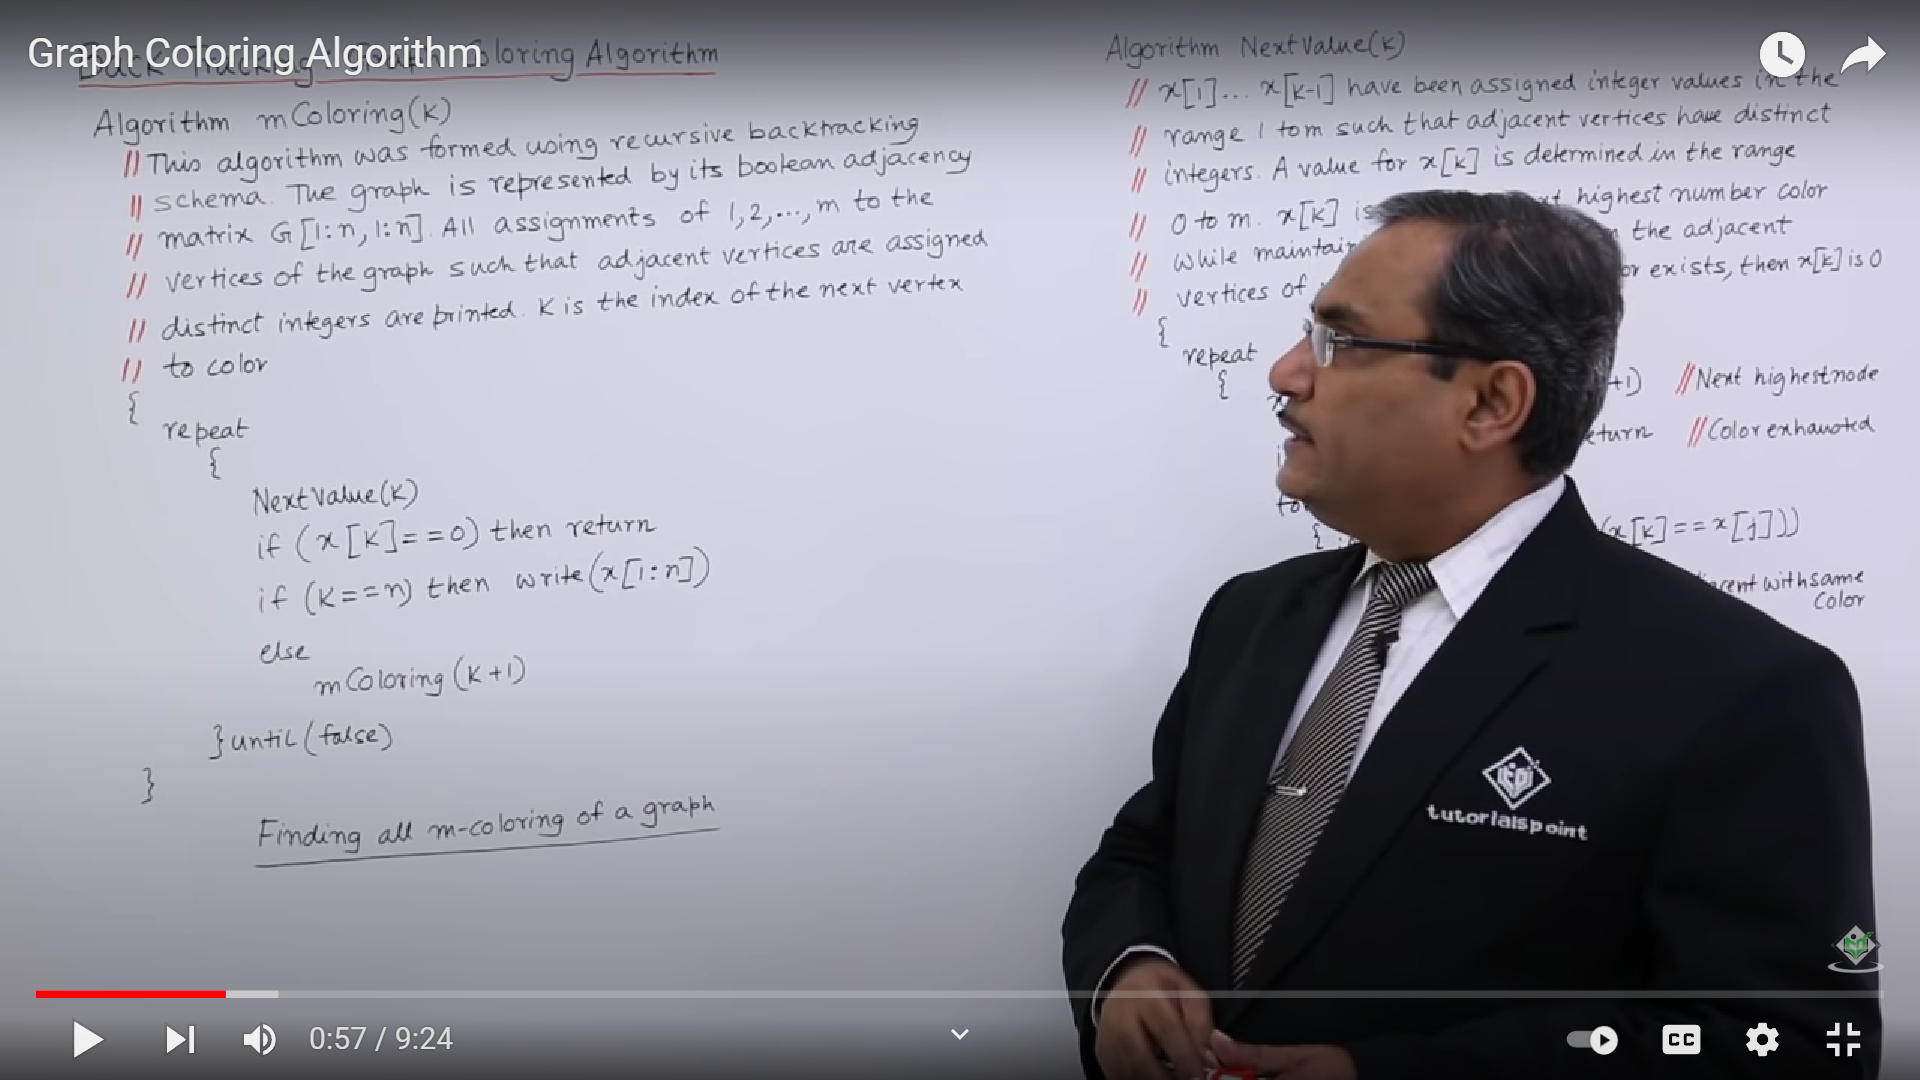 Graph Coloring Algorithm
Coloring Algorithm
Algorithm mColoring(k)
// This algorithm was formed using recursive backtracking
// schema. The graph is represented by its boolean adjacency
// matrix G[1:n, 1:n]. All assignments of 1, 2, ..., m to the
// vertices of the graph such that adjacent vertices are assigned
// distinct integers are printed. K is the index of the next vertex
// to color
{
repeat
{
NextValue(k)
if (x[k]==0) then return
if (k==n) then write(x[1:n])
else
mColoring(k+1)
} until (false)
}
Finding all m-coloring of a graph
Algorithm NextValue(k)
// x[1]... x[k-1] have been assigned integer values in the
// range 1 to m such that adjacent vertices have distinct
// integers. A value for x[k] is determined in the range
// 0 to m. x[k] is highest number color
// while the adjacent
// vertices of exists, then x[k] is 0
{
repeat
{
+1) // Next highest node
// Color exhausted
{ (x[k]==x[j]))
with same
Color
tutorialspoint
0:57 / 9:24
CC